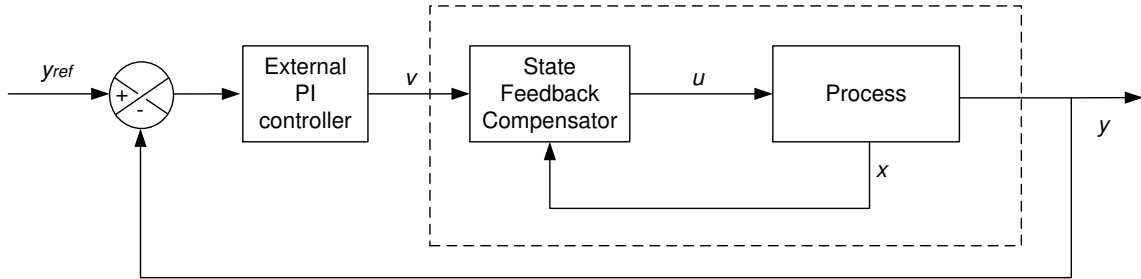 yref
+
-
External
PI
controller
v
State
Feedback
Compensator
u
Process
x
y